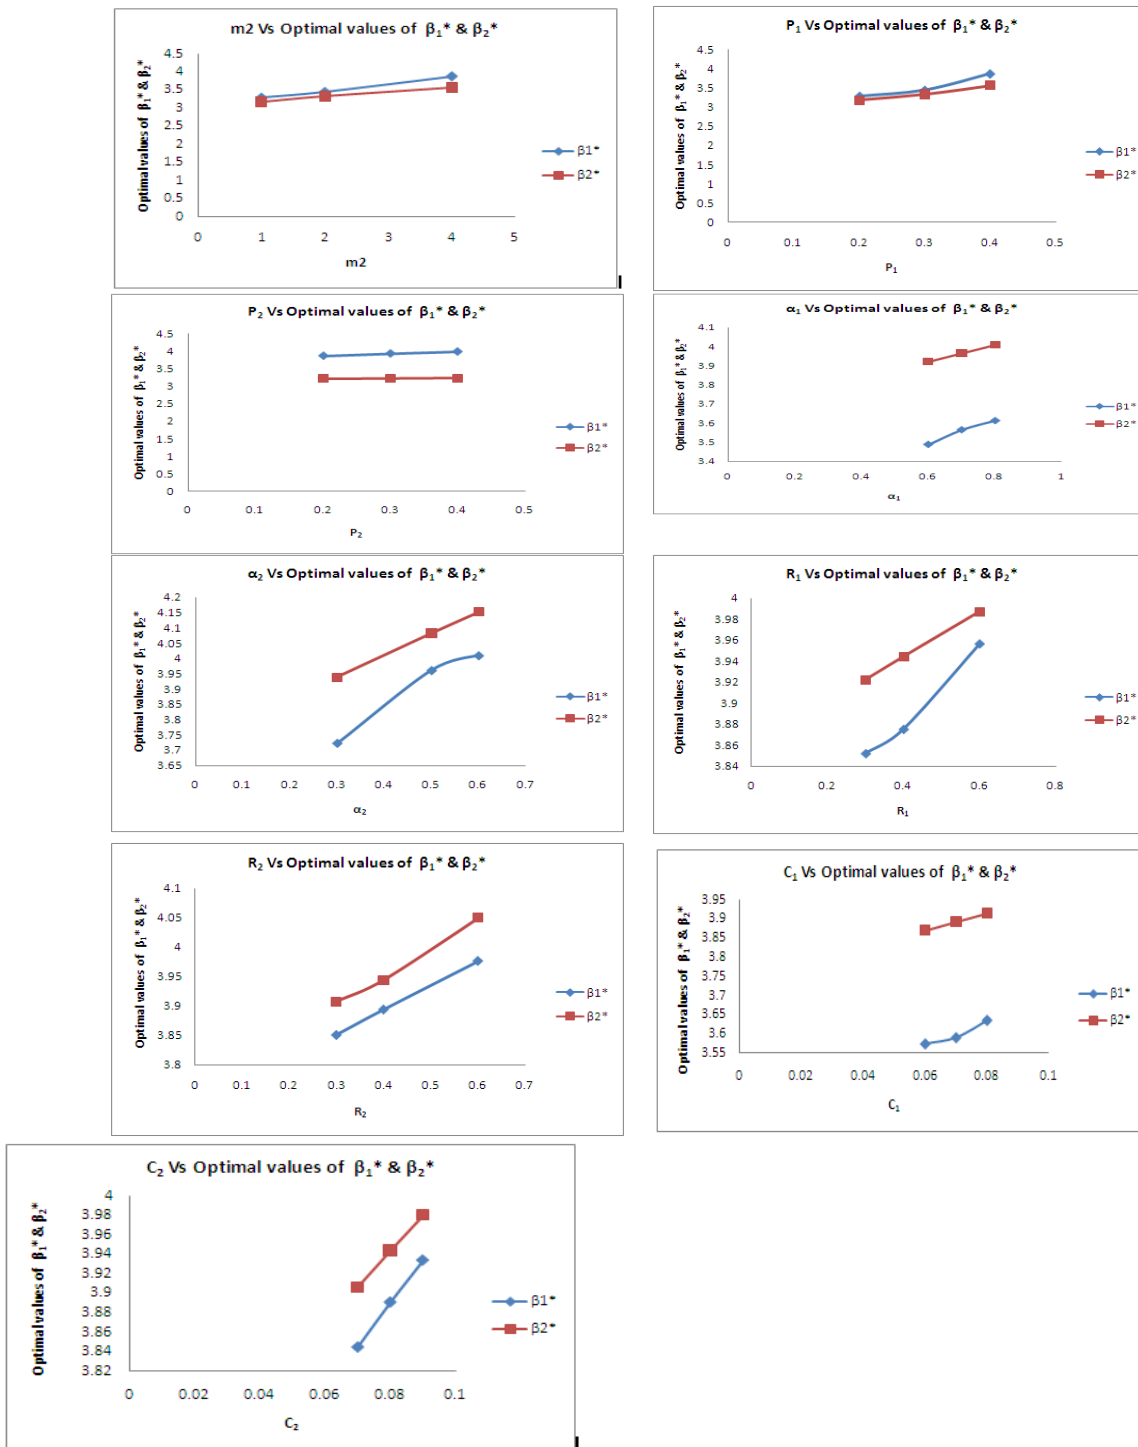 m2 Vs Optimal values of β₁* & β₂*
Optimal values of β₁* & β₂*
4.5
4
3.5
3
2.5
2
1.5
1
0.5
0
0 1 2 3 4 5
m2
β1*
β2*
P₁ Vs Optimal values of β₁* & β₂*
Optimal values of β₁* & β₂*
4.5
4
3.5
3
2.5
2
1.5
1
0.5
0
0 0.1 0.2 0.3 0.4 0.5
P₁
β1*
β2*
P₂ Vs Optimal values of β₁* & β₂*
Optimal values of β₁* & β₂*
4.5
4
3.5
3
2.5
2
1.5
1
0.5
0
0 0.1 0.2 0.3 0.4 0.5
P₂
β1*
β2*
α₁ Vs Optimal values of β₁* & β₂*
Optimal values of β₁* & β₂*
4.1
4
3.9
3.8
3.7
3.6
3.5
3.4
0 0.2 0.4 0.6 0.8 1
α₁
β1*
β2*
α₂ Vs Optimal values of β₁* & β₂*
Optimal values of β₁* & β₂*
4.2
4.15
4.1
4.05
4
3.95
3.9
3.85
3.8
3.75
3.7
3.65
0 0.1 0.2 0.3 0.4 0.5 0.6 0.7
α₂
β1*
β2*
R₁ Vs Optimal values of β₁* & β₂*
Optimal values of β₁* & β₂*
4
3.98
3.96
3.94
3.92
3.9
3.88
3.86
3.84
0 0.2 0.4 0.6 0.8
R₁
β1*
β2*
R₂ Vs Optimal values of β₁* & β₂*
Optimal values of β₁* & β₂*
4.1
4.05
4
3.95
3.9
3.85
3.8
0 0.1 0.2 0.3 0.4 0.5 0.6 0.7
R₂
β1*
β2*
C₁ Vs Optimal values of β₁* & β₂*
Optimal values of β₁* & β₂*
3.95
3.9
3.85
3.8
3.75
3.7
3.65
3.6
3.55
0 0.02 0.04 0.06 0.08 0.1
C₁
β1*
β2*
C₂ Vs Optimal values of β₁* & β₂*
Optimal values of β₁* & β₂*
4
3.98
3.96
3.94
3.92
3.9
3.88
3.86
3.84
3.82
0 0.02 0.04 0.06 0.08 0.1
C₂
β1*
β2*